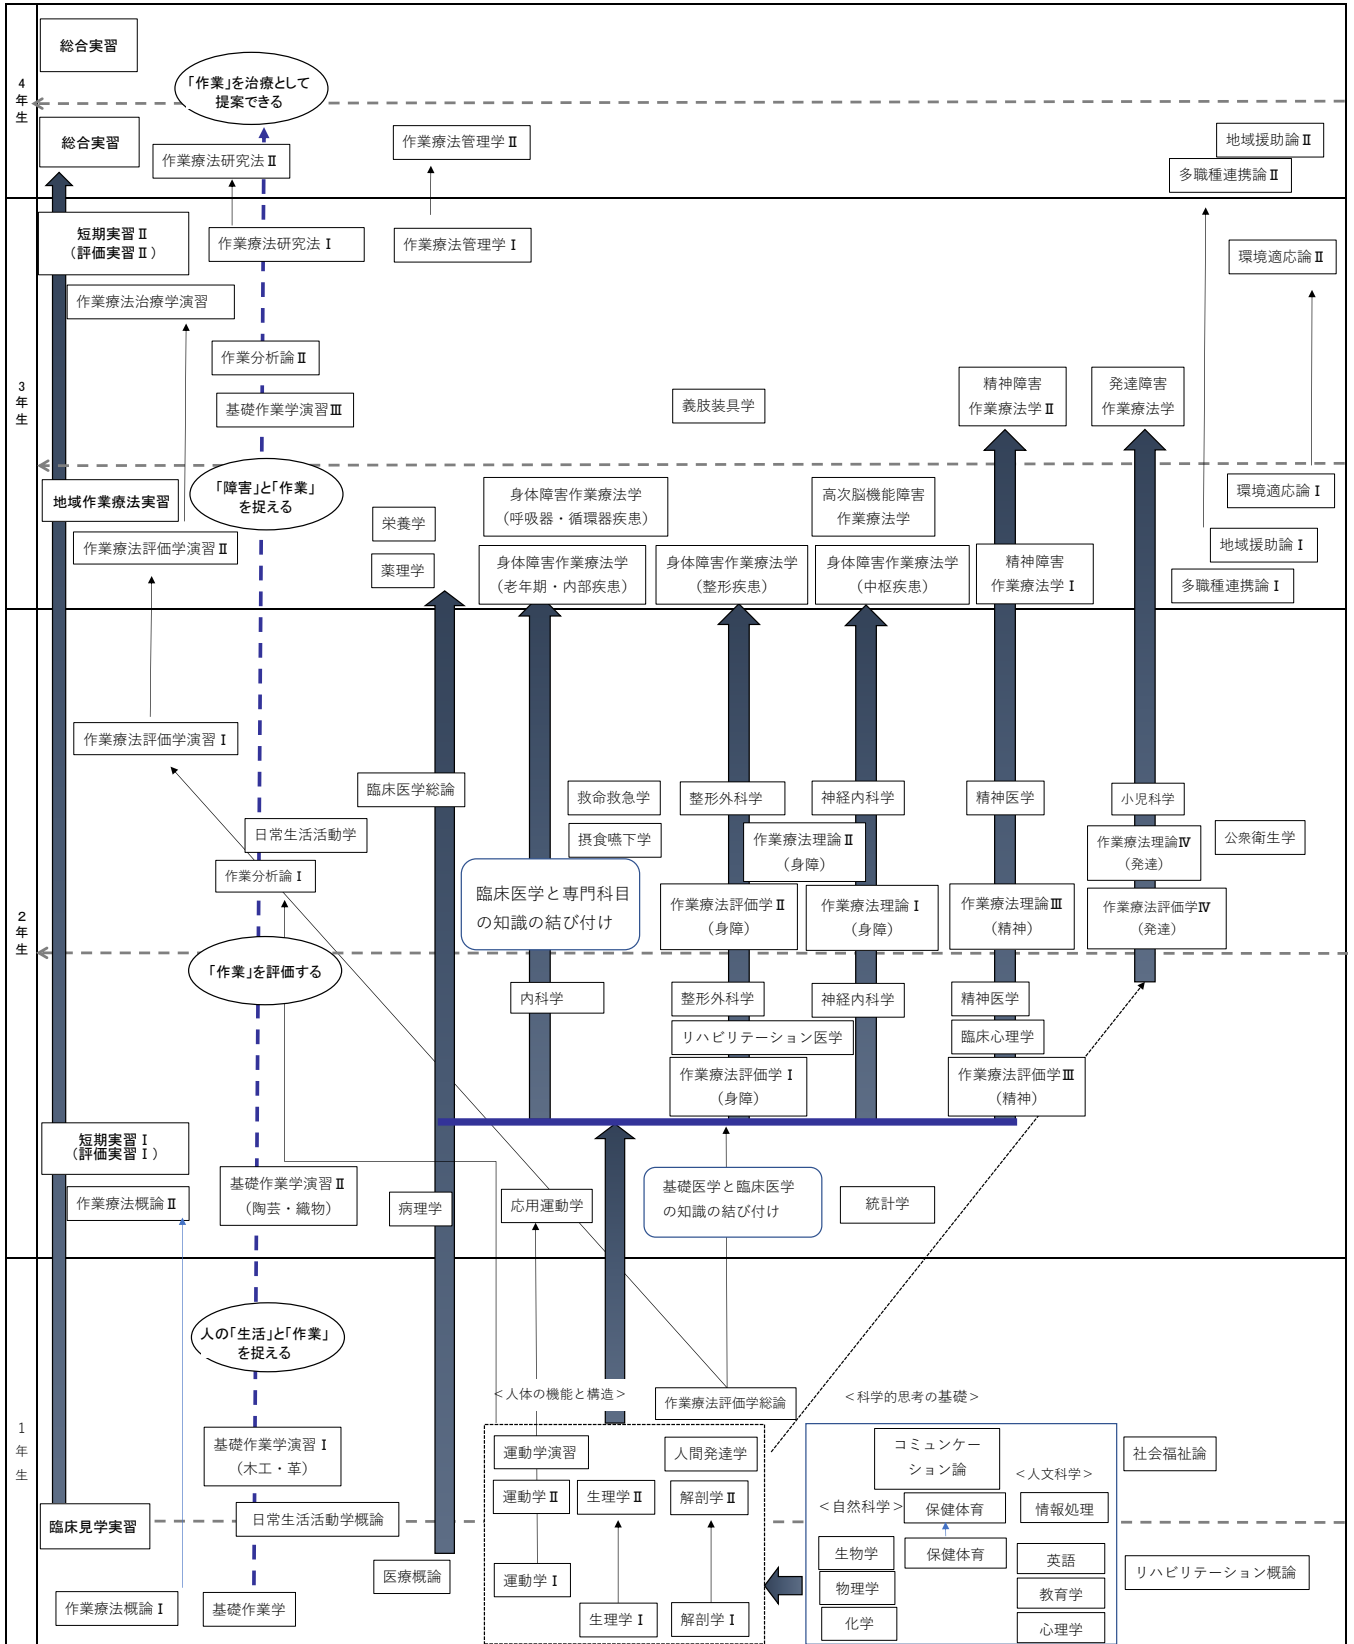 4
年
生
総合実習
「作業」を治療として
提案できる
総合実習
作業療法研究法Ⅱ
作業療法管理学Ⅱ
地域援助論Ⅱ
多職種連携論Ⅱ
3
年
生
短期実習Ⅱ
（評価実習Ⅱ）
作業療法研究法Ⅰ
作業療法管理学Ⅰ
環境適応論Ⅱ
作業療法治療学演習
作業分析論Ⅱ
基礎作業学演習Ⅲ
義肢装具学
精神障害
作業療法学Ⅱ
発達障害
作業療法学
「障害」と「作業」
を捉える
地域作業療法実習
栄養学
身体障害作業療法学
（呼吸器・循環器疾患）
高次脳機能障害
作業療法学
環境適応論Ⅰ
作業療法評価学演習Ⅱ
薬理学
身体障害作業療法学
（老年期・内部疾患）
身体障害作業療法学
（整形疾患）
身体障害作業療法学
（中枢疾患）
精神障害
作業療法学Ⅰ
地域援助論Ⅰ
多職種連携論Ⅰ
2
年
生
作業療法評価学演習Ⅰ
臨床医学総論
救命救急学
整形外科学
神経内科学
精神医学
小児科学
日常生活活動学
摂食嚥下学
作業療法理論Ⅱ
（身障）
作業療法理論Ⅳ
（発達）
公衆衛生学
作業分析論Ⅰ
臨床医学と専門科目
の知識の結び付け
作業療法評価学Ⅱ
（身障）
作業療法理論Ⅰ
（身障）
作業療法理論Ⅲ
（精神）
作業療法評価学Ⅳ
（発達）
「作業」を評価する
内科学
整形外科学
神経内科学
精神医学
リハビリテーション医学
臨床心理学
作業療法評価学Ⅰ
（身障）
作業療法評価学Ⅲ
（精神）
短期実習Ⅰ
（評価実習Ⅰ）
作業療法概論Ⅱ
基礎作業学演習Ⅱ
（陶芸・織物）
病理学
応用運動学
基礎医学と臨床医学
の知識の結び付け
統計学
1
年
生
人の「生活」と「作業」
を捉える
＜人体の機能と構造＞
作業療法評価学総論
＜科学的思考の基礎＞
基礎作業学演習Ⅰ
（木工・革）
運動学演習
人間発達学
コミュンケー
ション論
社会福祉論
＜人文科学＞
運動学Ⅱ
生理学Ⅱ
解剖学Ⅱ
＜自然科学＞
保健体育
情報処理
臨床見学実習
日常生活活動学概論
生物学
保健体育
英語
医療概論
運動学Ⅰ
リハビリテーション概論
物理学
教育学
作業療法概論Ⅰ
基礎作業学
生理学Ⅰ
解剖学Ⅰ
化学
心理学